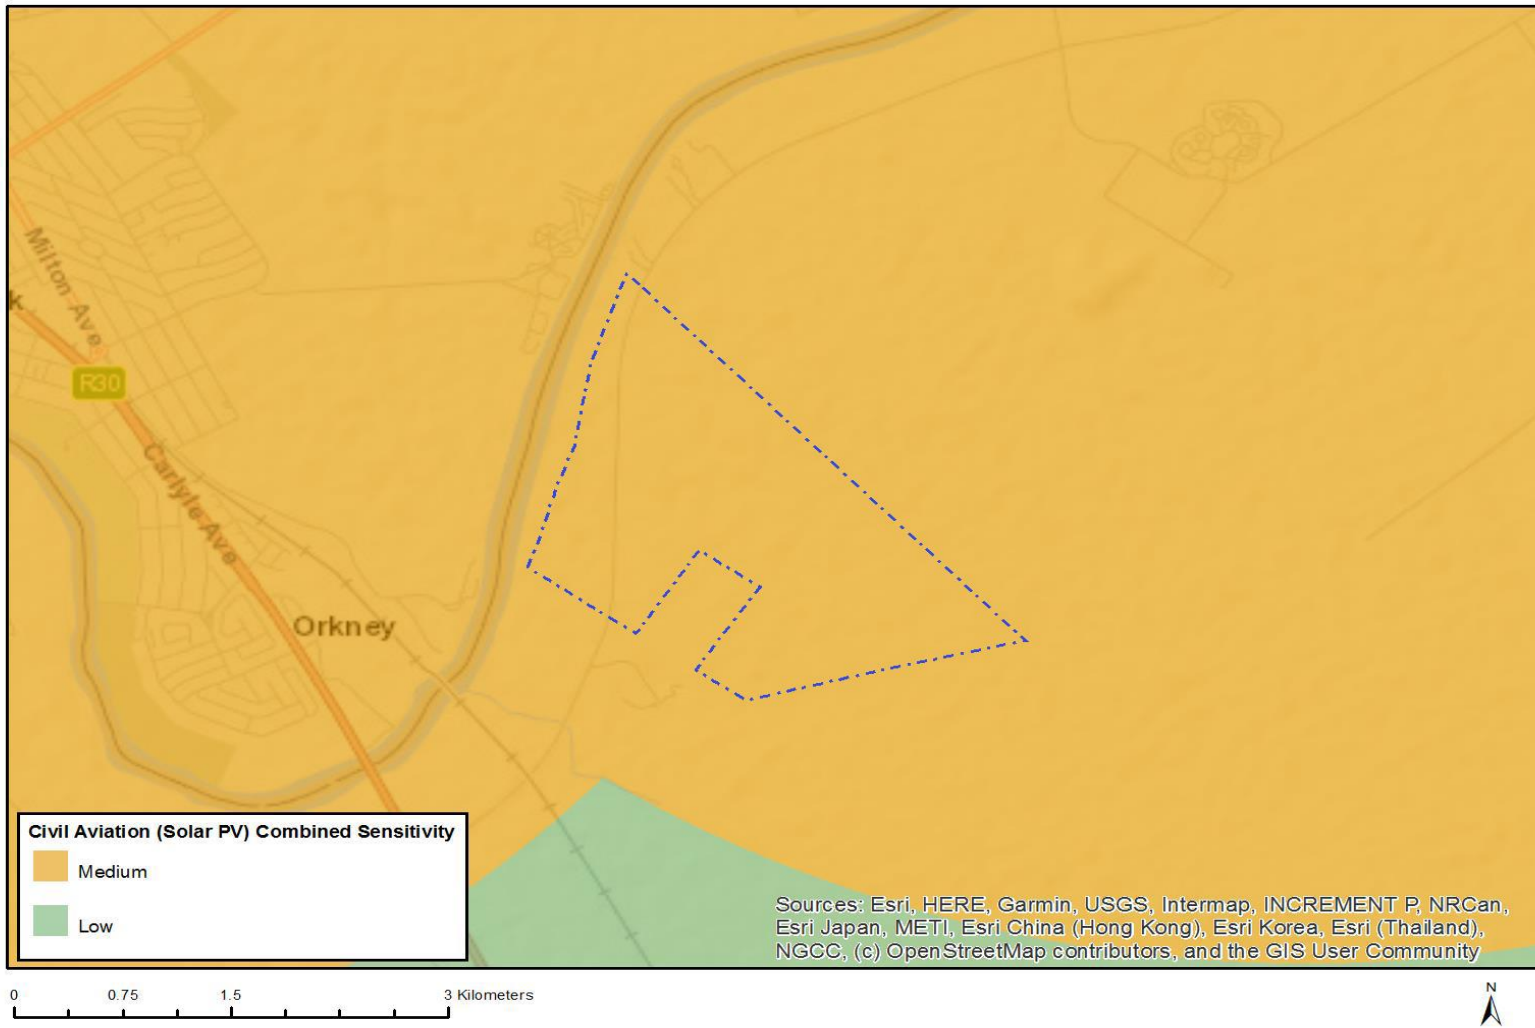 Milton Ave
k
R30
Carlyle Ave
Orkney
Civil Aviation (Solar PV) Combined Sensitivity
Medium
Low
Sources: Esri, HERE, Garmin, USGS, Intermap, INCREMENT P, NRCan,
Esri Japan, METI, Esri China (Hong Kong), Esri Korea, Esri (Thailand),
NGCC, (c) OpenStreetMap contributors, and the GIS User Community
0 0.75 1.5 3 Kilometers
N